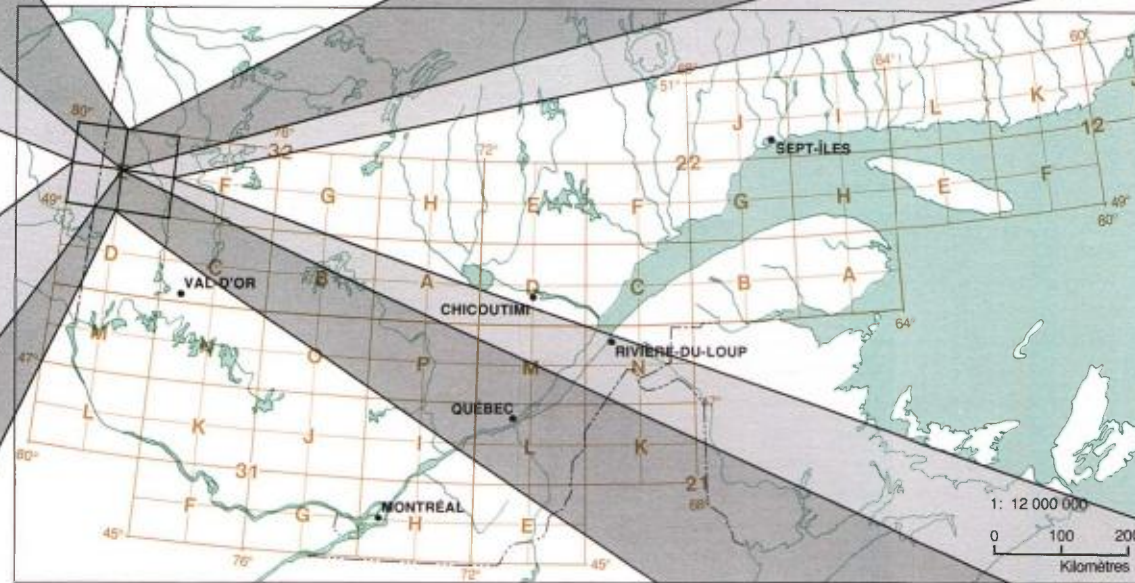 60°
64°
68°
51°
K
L
I
J
12
80°
76°
32
72°
22
SEPT-ÎLES
F
G
H
E
F
G
H
E
F
49°
49°
60°
D
C
B
A
D
C
B
A
VAL-D'OR
CHICOUTIMI
64°
M
N
O
P
M
N
RIVIÈRE-DU-LOUP
47°
47°
QUÉBEC
L
K
J
I
L
K
80°
31
21
68°
F
G
MONTRÉAL
H
E
45°
76°
72°
45°
1: 12 000 000
0 100 200
Kilomètres